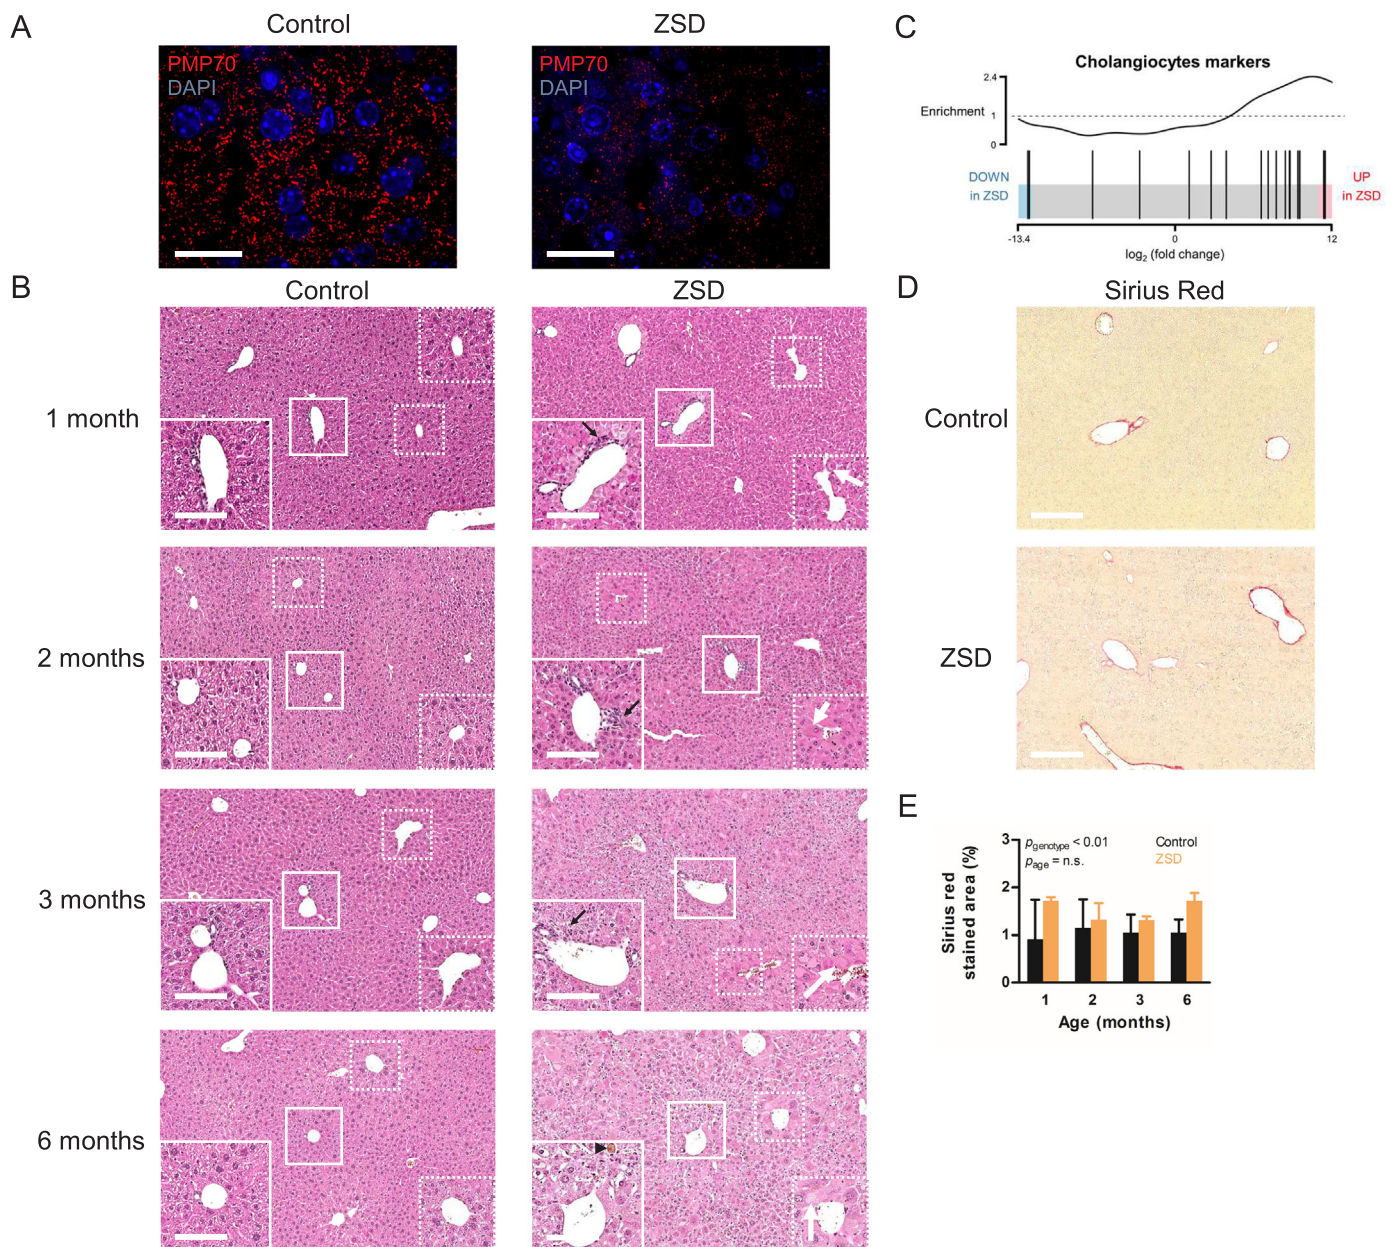 A
Control
ZSD
PMP70
DAPI
PMP70
DAPI
B
Control
ZSD
1 month
2 months
3 months
6 months
C
Cholangiocytes markers
2.4
Enrichment
1
0
DOWN
in ZSD
UP
in ZSD
-13.4
0
12
log2 (fold change)
D
Sirius Red
Control
ZSD
E
3
2
1
0
Sirius red
stained area (%)
pgenotype < 0.01
page = n.s.
Control
ZSD
1
2
3
6
Age (months)